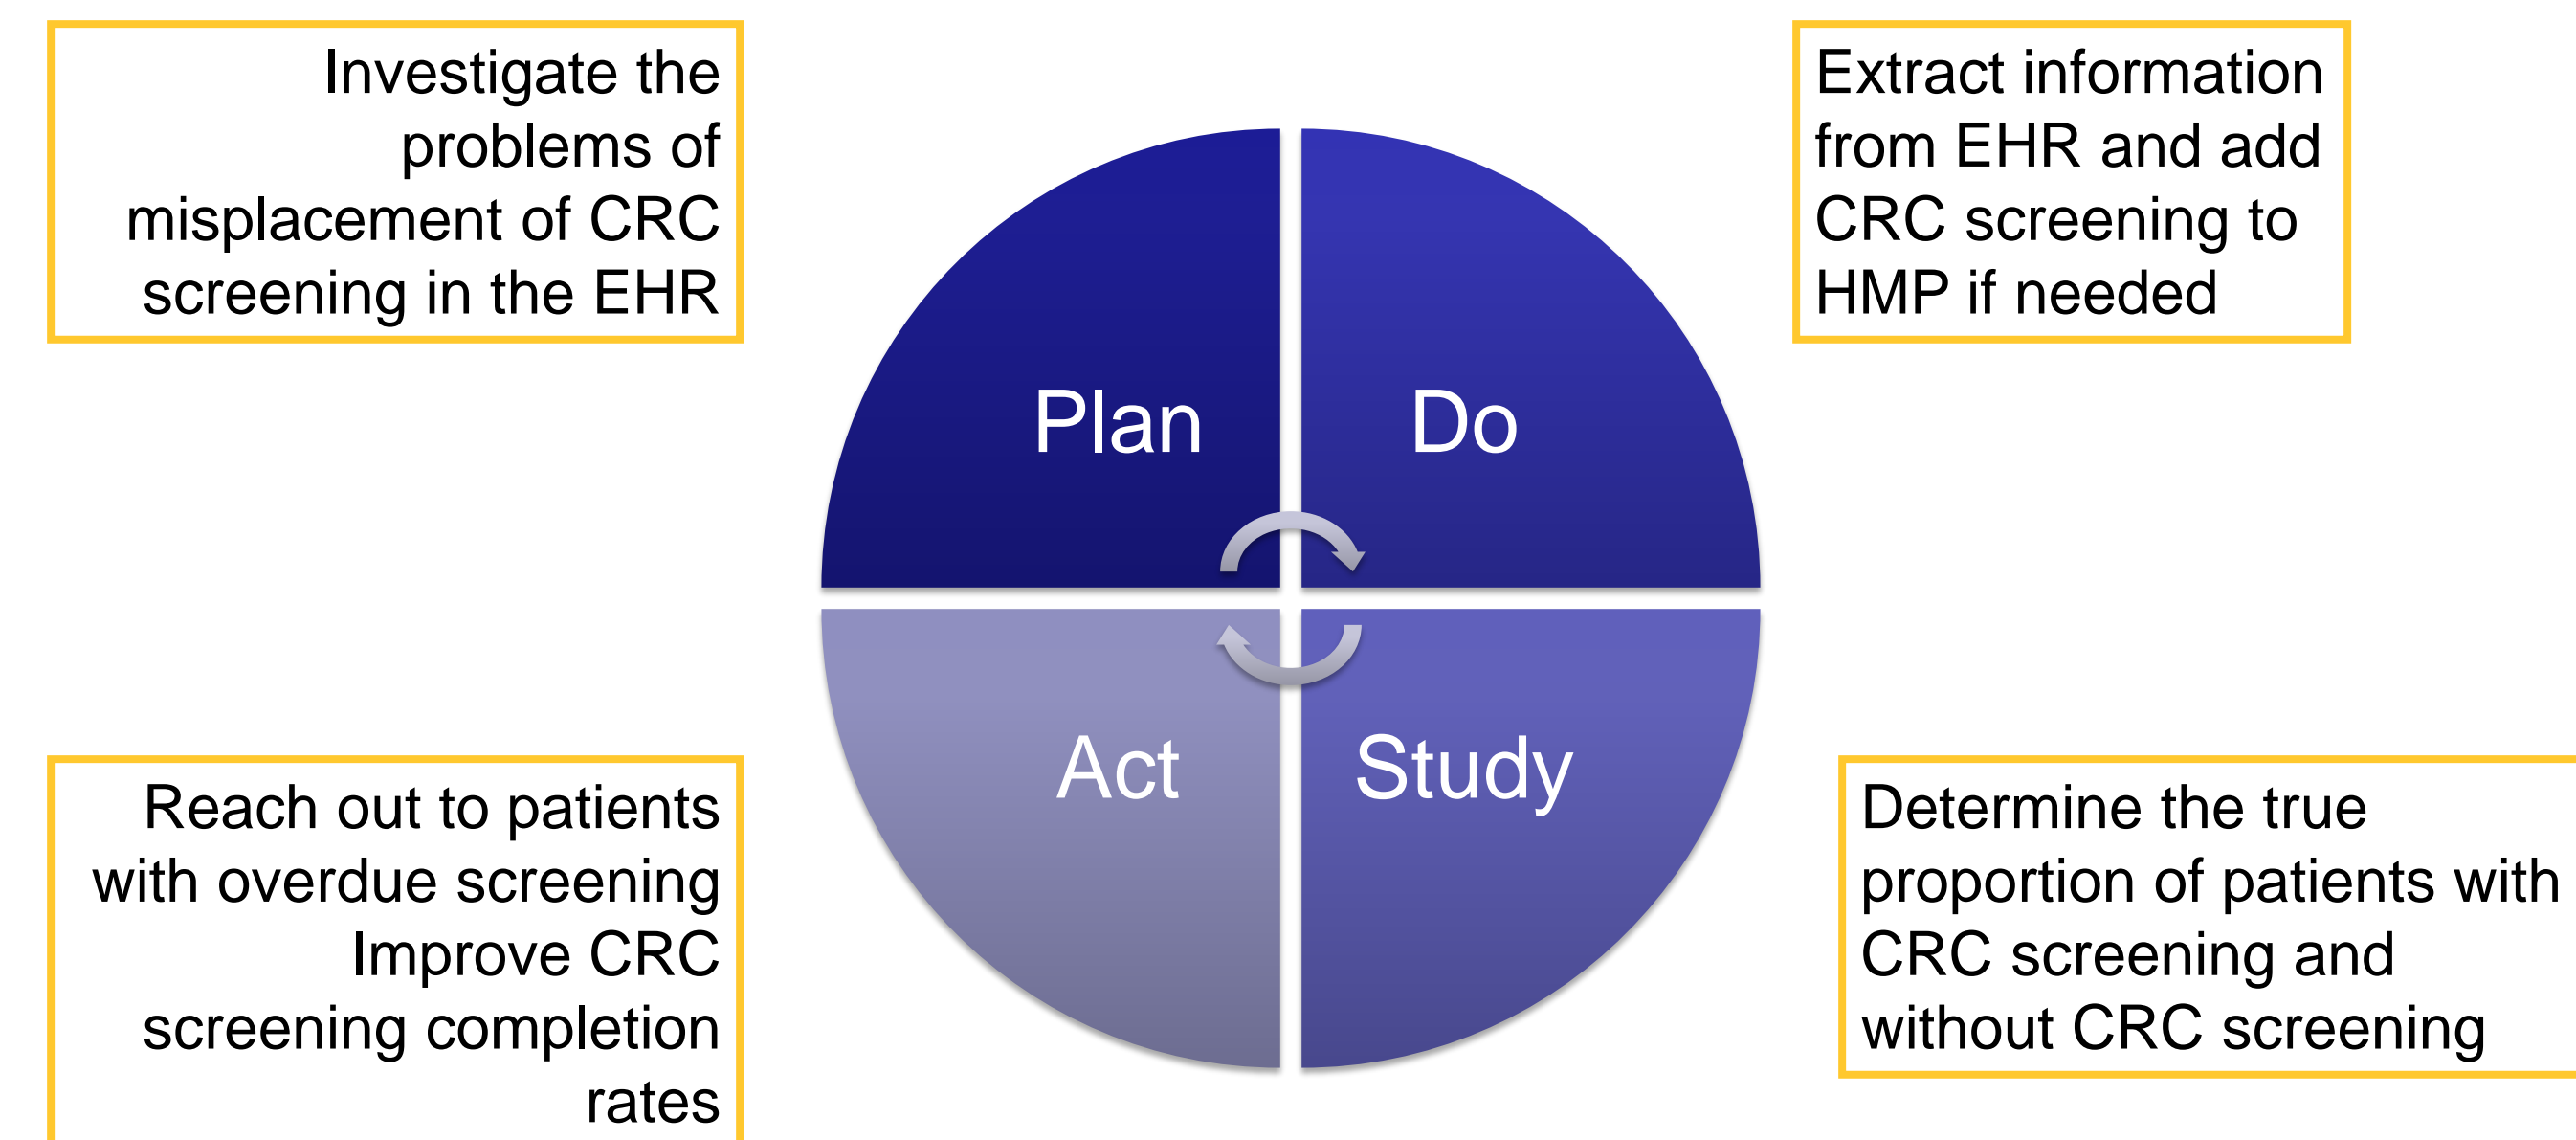 Investigate the
problems of
misplacement of CRC
screening in the EHR
Extract information
from EHR and add
CRC screening to
HMP if needed
Plan
Do
Act
Study
Reach out to patients
with overdue screening
Improve CRC
screening completion
rates
Determine the true
proportion of patients with
CRC screening and
without CRC screening